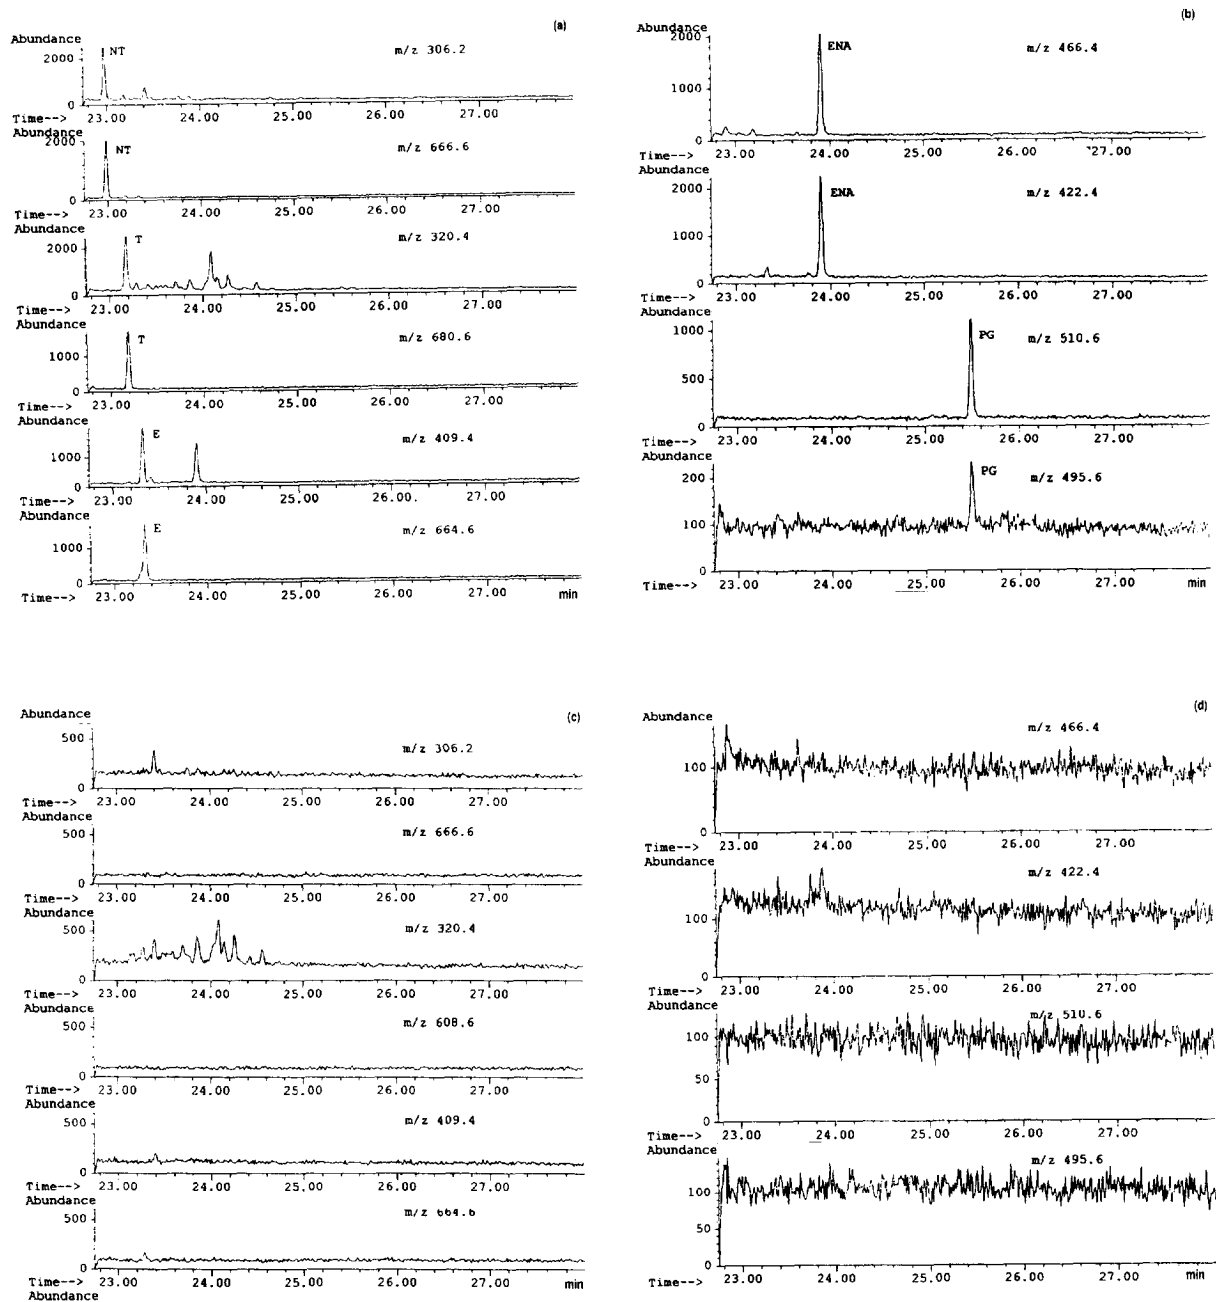 (a)
Abundance
2000
NT
m/z 306.2
0
Time-->
23.00 24.00 25.00 26.00 27.00
Abundance
2000
NT
m/z 666.6
0
Time-->
23.00 24.00 25.00 26.00 27.00
Abundance
2000
T
m/z 320.4
0
Time-->
23.00 24.00 25.00 26.00 27.00
Abundance
1000
T
m/z 680.6
0
Time-->
23.00 24.00 25.00 26.00 27.00
Abundance
1000
E
m/z 409.4
0
Time-->
23.00 24.00 25.00 26.00 27.00
Abundance
1000
E
m/z 664.6
0
Time-->
23.00 24.00 25.00 26.00 27.00 min
(b)
Abundance
2000
ENA
m/z 466.4
1000
0
Time-->
23.00 24.00 25.00 26.00 27.00
Abundance
2000
ENA
m/z 422.4
1000
0
Time-->
23.00 24.00 25.00 26.00 27.00
Abundance
1000
PG
m/z 510.6
500
0
Time-->
23.00 24.00 25.00 26.00 27.00
Abundance
200
PG
m/z 495.6
100
0
Time-->
23.00 24.00 25.00 26.00 27.00 min
(c)
Abundance
500
m/z 306.2
0
Time-->
23.00 24.00 25.00 26.00 27.00
Abundance
500
m/z 666.6
0
Time-->
23.00 24.00 25.00 26.00 27.00
Abundance
500
m/z 320.4
0
Time-->
23.00 24.00 25.00 26.00 27.00
Abundance
500
m/z 608.6
0
Time-->
23.00 24.00 25.00 26.00 27.00
Abundance
500
m/z 409.4
0
Time-->
23.00 24.00 25.00 26.00 27.00
Abundance
500
m/z 664.6
0
Time-->
23.00 24.00 25.00 26.00 27.00 min
Abundance
(d)
Abundance
m/z 466.4
100
0
Time-->
23.00 24.00 25.00 26.00 27.00
Abundance
m/z 422.4
100
0
Time-->
23.00 24.00 25.00 26.00 27.00
Abundance
m/z 510.6
100
50
0
Time-->
23.00 24.00 25.00 26.00 27.00
Abundance
m/z 495.6
100
50
0
Time-->
23.00 24.00 25.00 26.00 27.00 min